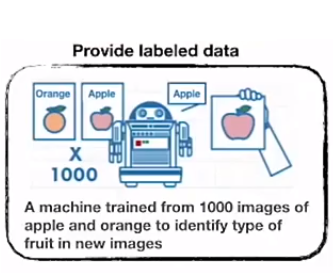 Provide labeled data
Orange
Apple
Apple
X
1000
A machine trained from 1000 images of
apple and orange to identify type of
fruit in new images